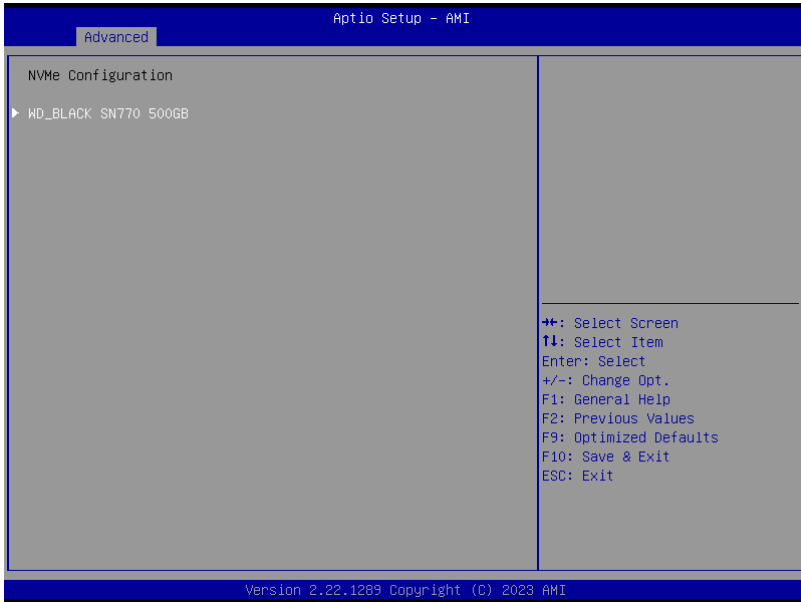 Aptio Setup – AMI
Advanced
NVMe Configuration
WD_BLACK SN770 500GB
→←: Select Screen
↑↓: Select Item
Enter: Select
+/-: Change Opt.
F1: General Help
F2: Previous Values
F9: Optimized Defaults
F10: Save & Exit
ESC: Exit
Version 2.22.1289 Copyright (C) 2023 AMI